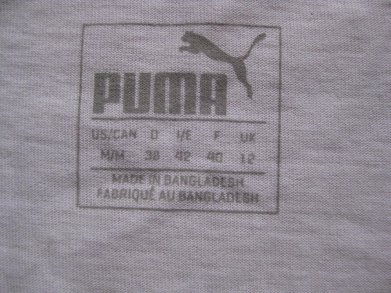 PUMA
US/CAN D I/E F UK
M/M 38 42 40 12
MADE IN BANGLADESH
FABRIQUÉ AU BANGLADESH